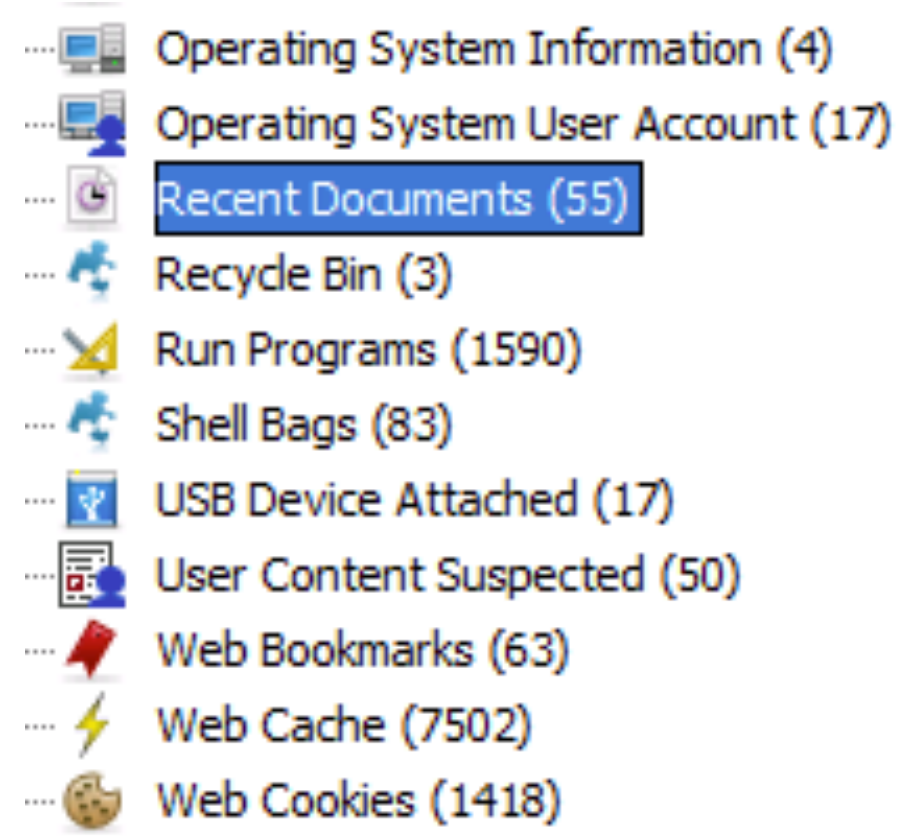 Operating System Information (4)
Operating System User Account (17)
Recent Documents (55)
Recycle Bin (3)
Run Programs (1590)
Shell Bags (83)
USB Device Attached (17)
User Content Suspected (50)
Web Bookmarks (63)
Web Cache (7502)
Web Cookies (1418)